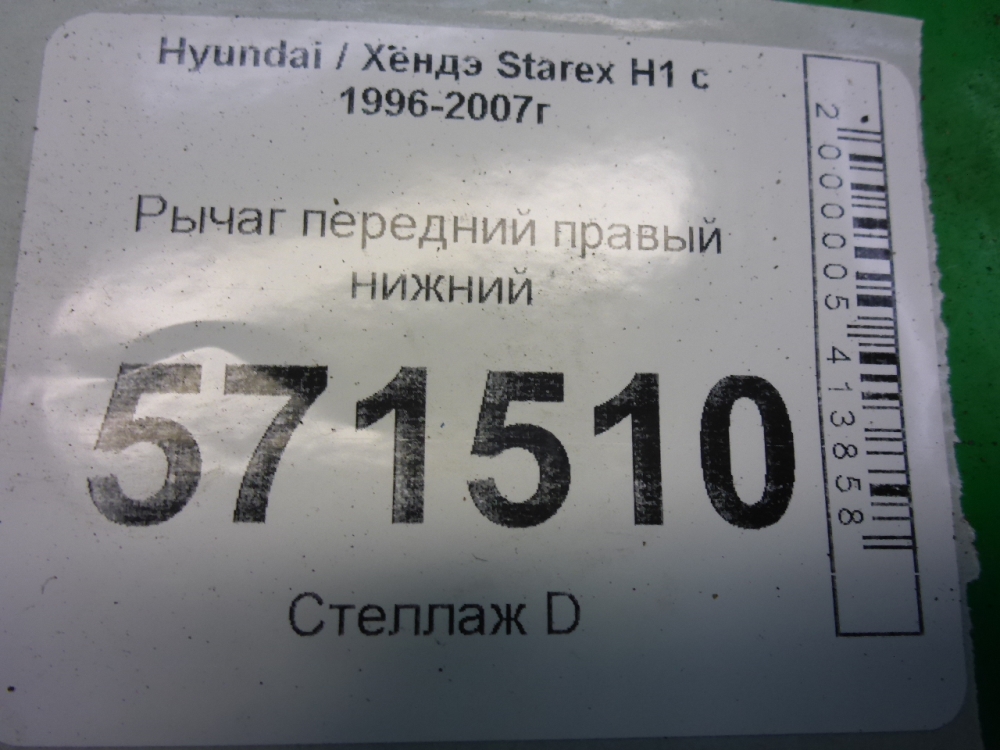 Hyundai / Хёндэ Starex H1 с
1996-2007г
Рычаг передний правый
нижний
571510
Стеллаж D
2000005413858